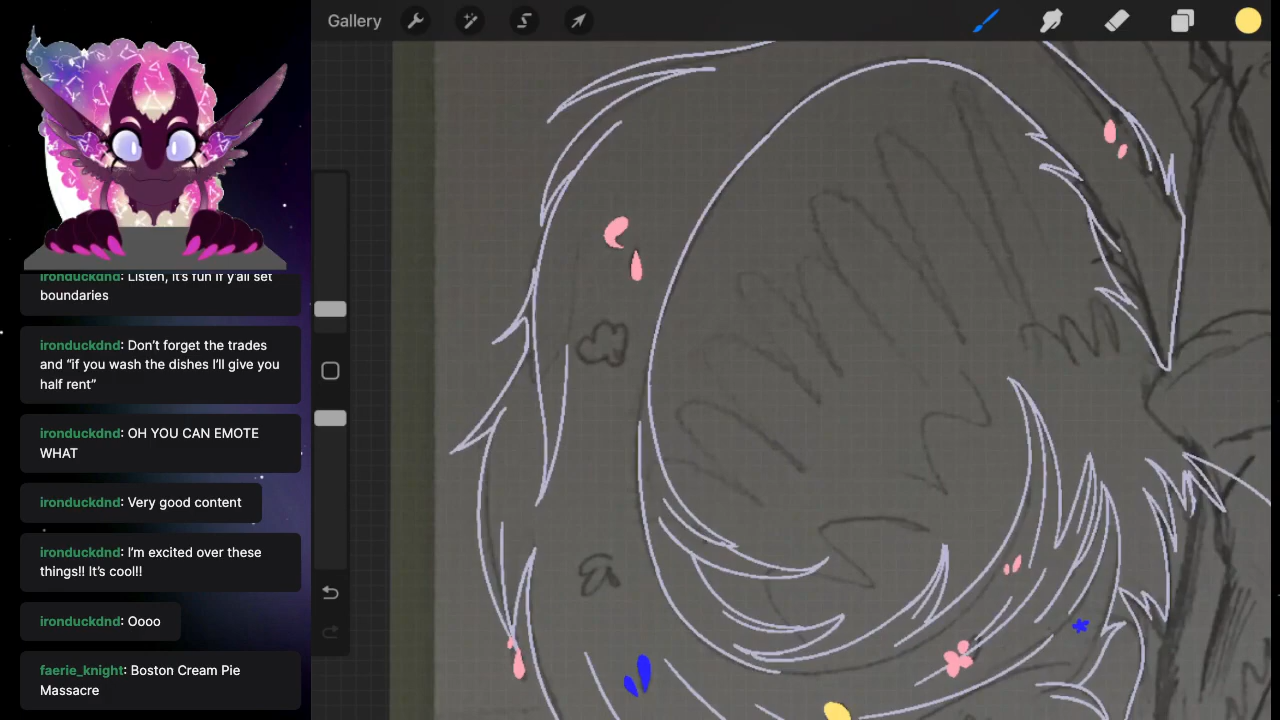 Gallery
ironduckdnd: Listen, it's fun if y'all set
boundaries
ironduckdnd: Don't forget the trades
and “if you wash the dishes I'll give you
half rent”
ironduckdnd: OH YOU CAN EMOTE
WHAT
ironduckdnd: Very good content
ironduckdnd: I'm excited over these
things!! It's cool!!
ironduckdnd: Oooo
faerie_knight: Boston Cream Pie
Massacre